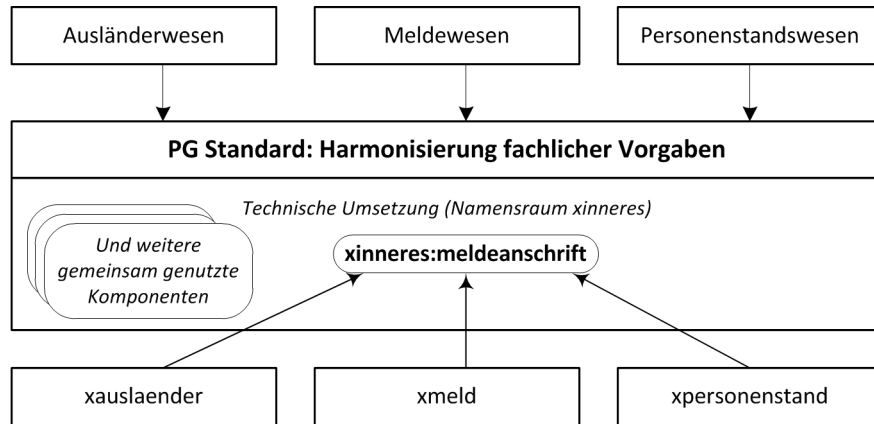 Ausländerwesen
Meldewesen
Personenstandswesen
PG Standard: Harmonisierung fachlicher Vorgaben
Technische Umsetzung (Namensraum xinneres)
Und weitere
gemeinsam genutzte
Komponenten
xinneres:meldeanschrift
xauslaender
xmeld
xpersonenstand